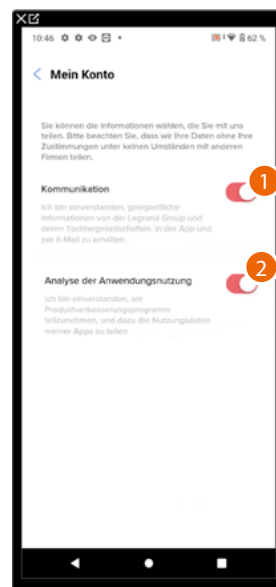 10:46
62 %
Mein Konto
Sie können die Informationen wählen, die Sie mit uns
teilen. Bitte beachten Sie, dass wir Ihre Daten ohne Ihre
Zustimmungen unter keinen Umständen mit anderen
Firmen teilen.
Kommunikation
1
Ich bin einverstanden, gelegentliche
Informationen von der Legrand Group und
deren Tochtergesellschaften, in der App und
per E-Mail zu erhalten.
Analyse der Anwendungsnutzung
2
Ich bin einverstanden, am
Produktverbesserungsprogramm
teilzunehmen, und dazu die Nutzungsdaten
meiner Apps zu teilen